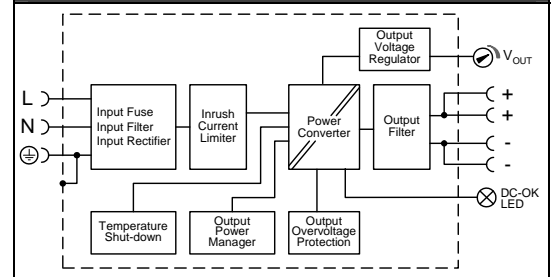 Output
Voltage
Regulator
VOUT
L
N
Input Fuse
Input Filter
Input Rectifier
Inrush
Current
Limiter
Power
Converter
Output
Filter
+
+
-
-
DC-OK
LED
Temperature
Shut-down
Output
Power
Manager
Output
Overvoltage
Protection